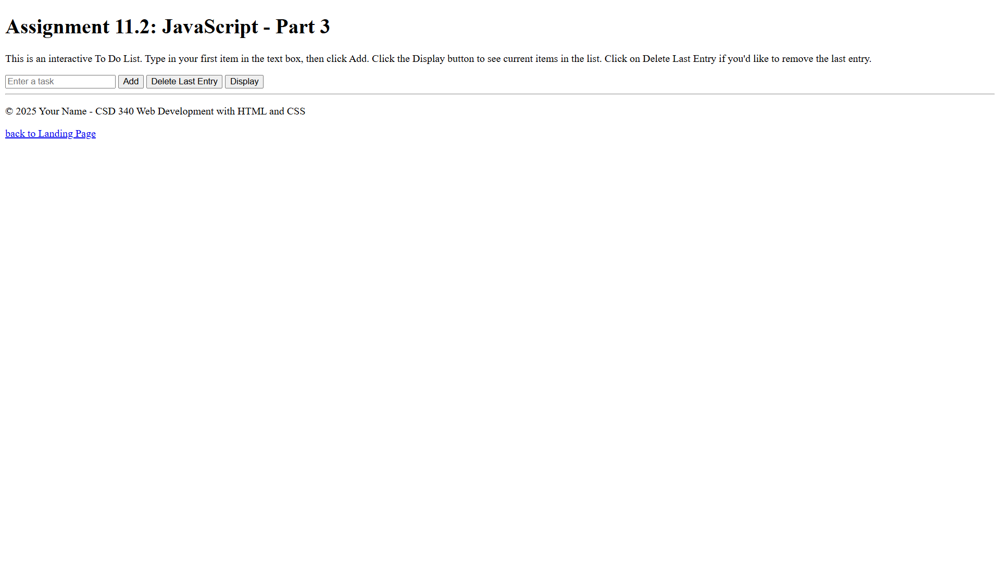 Assignment 11.2: JavaScript - Part 3
This is an interactive To Do List. Type in your first item in the text box, then click Add. Click the Display button to see current items in the list. Click on Delete Last Entry if you'd like to remove the last entry.
Enter a task Add Delete Last Entry Display
© 2025 Your Name - CSD 340 Web Development with HTML and CSS
back to Landing Page